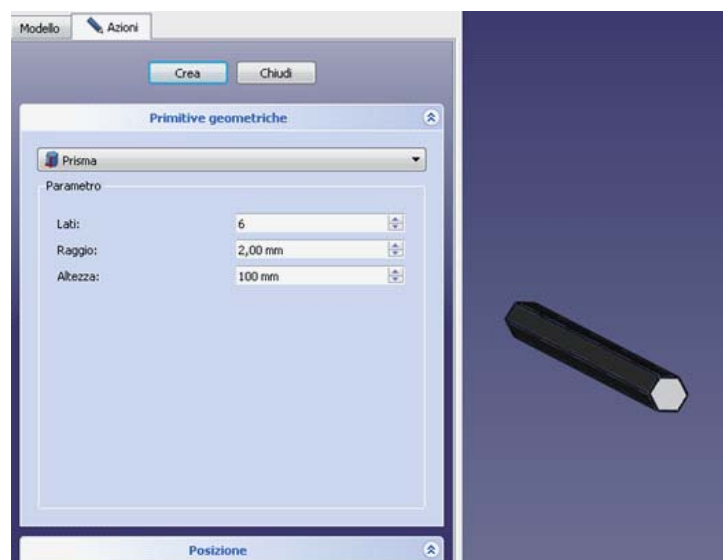 Modello Azioni
Crea Chiudi
Primitive geometriche
Prisma
Parametro
Lati: 6
Raggio: 2,00 mm
Altezza: 100 mm
Posizione